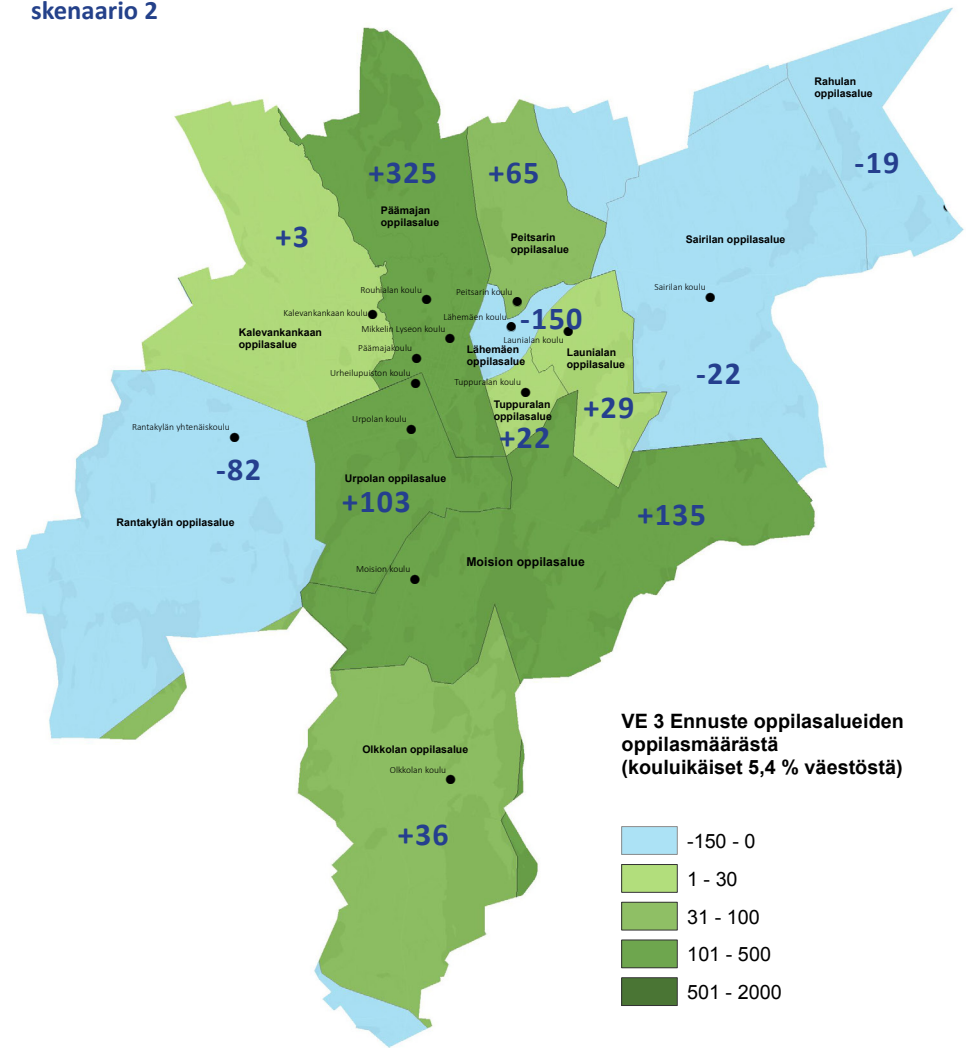 skenaario 2
Rahulan
oppilasalue
-19
+325
+65
Päämajan
oppilasalue
+3
Peitsarin
oppilasalue
Sairilan oppilasalue
Sairilan koulu
Rouhialan koulu
Peitsarin koulu
Kalevankankaan koulu
Lähemäen koulu
-150
Kalevankankaan
oppilasalue
Mikkelin Lyseon koulu
Launialan koulu
Päämajakoulu
Lähemäen
oppilasalue
Launialan
oppilasalue
Urheilupuiston koulu
Tuppuralan koulu
-22
Tuppuralan
oppilasalue
+29
+22
Urpolan koulu
Rantakylän yhtenäiskoulu
-82
Urpolan oppilasalue
+103
+135
Rantakylän oppilasalue
Moision oppilasalue
Moision koulu
Olkkolan oppilasalue
Olkkolan koulu
+36
VE 3 Ennuste oppilasalueiden
oppilasmäärästä
(kouluikäiset 5,4 % väestöstä)
-150 - 0
1 - 30
31 - 100
101 - 500
501 - 2000